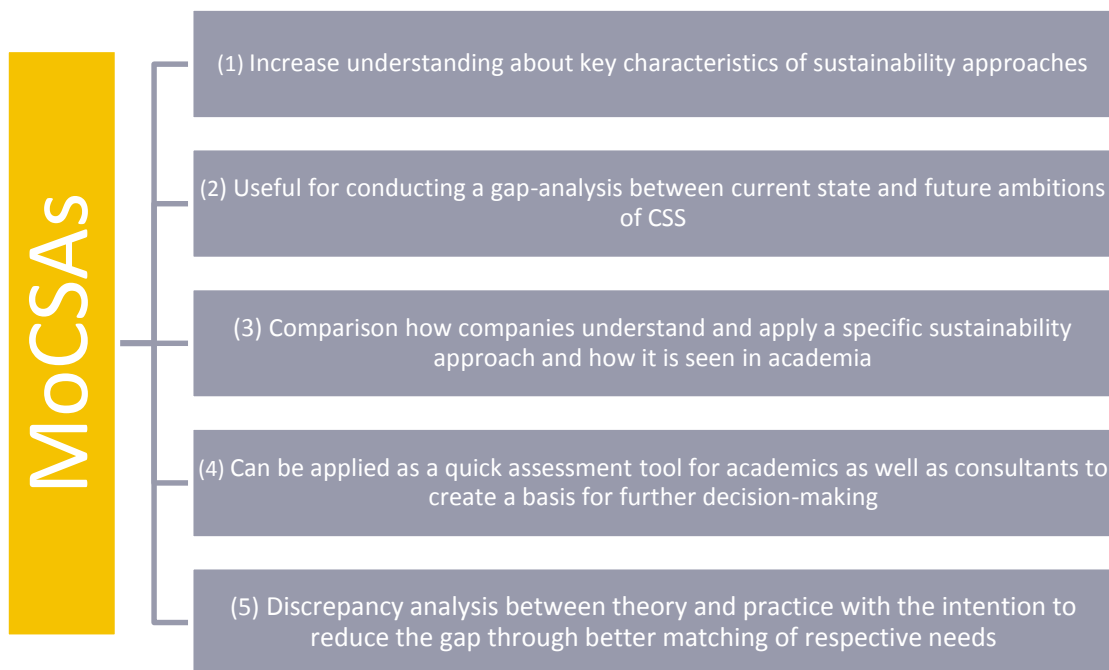 MoCSAs
(1) Increase understanding about key characteristics of sustainability approaches
(2) Useful for conducting a gap-analysis between current state and future ambitions
of CSS
(3) Comparison how companies understand and apply a specific sustainability
approach and how it is seen in academia
(4) Can be applied as a quick assessment tool for academics as well as consultants to
create a basis for further decision-making
(5) Discrepancy analysis between theory and practice with the intention to
reduce the gap through better matching of respective needs